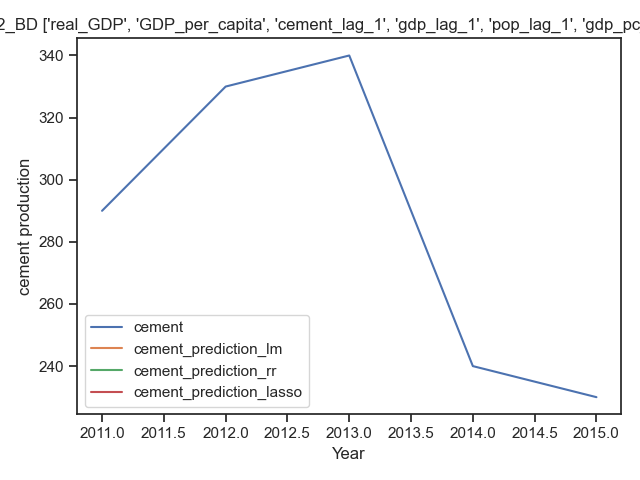 2_BD ['real_GDP', 'GDP_per_capita', 'cement_lag_1', 'gdp_lag_1', 'pop_lag_1', 'gdp_pc
340
320
300
280
260
240
cement production
cement
cement_prediction_lm
cement_prediction_rr
cement_prediction_lasso
2011.0 2011.5 2012.0 2012.5 2013.0 2013.5 2014.0 2014.5 2015.0
Year